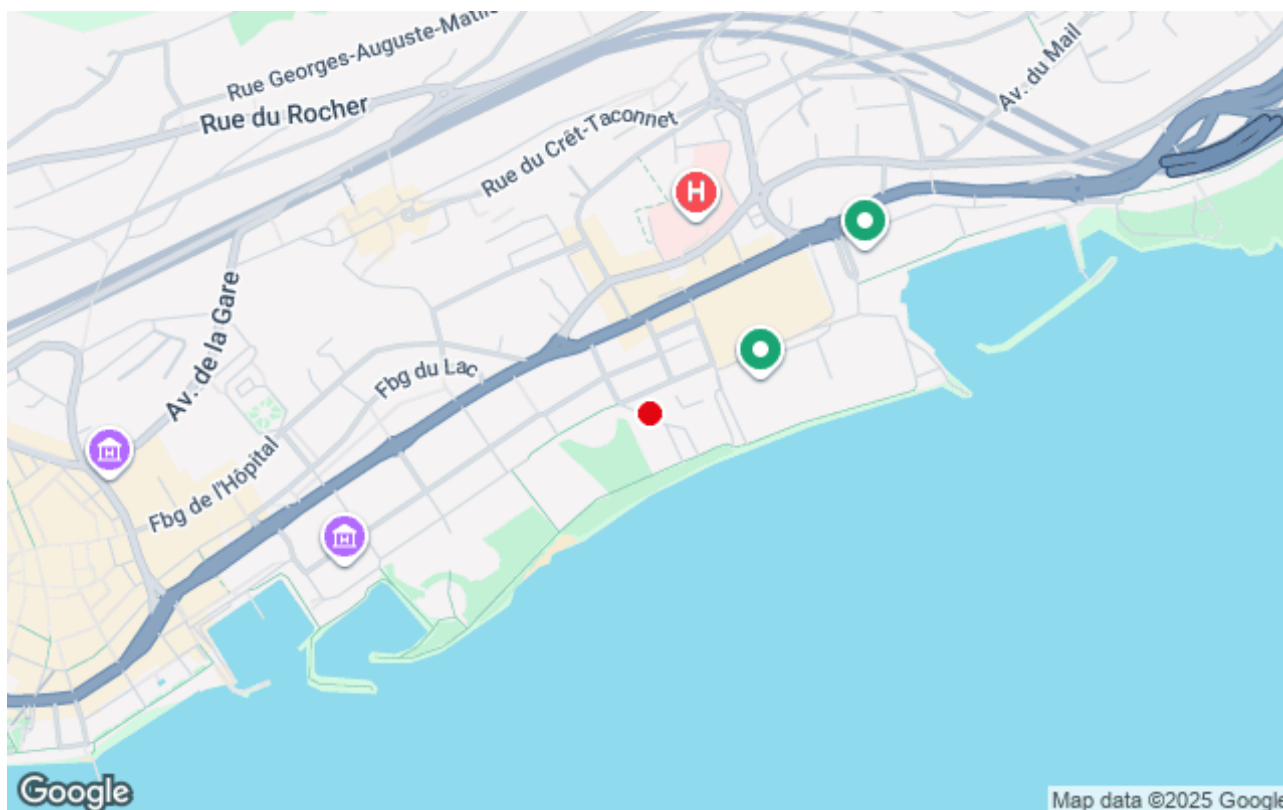 Rue Georges-Auguste-Matile
Rue du Rocher
Av. du Mail
Rue du Crêt-Taconnet
H
Av. de la Gare
Fbg du Lac
H
Fbg de l'Hôpital
H
Google
Map data ©2025 Google